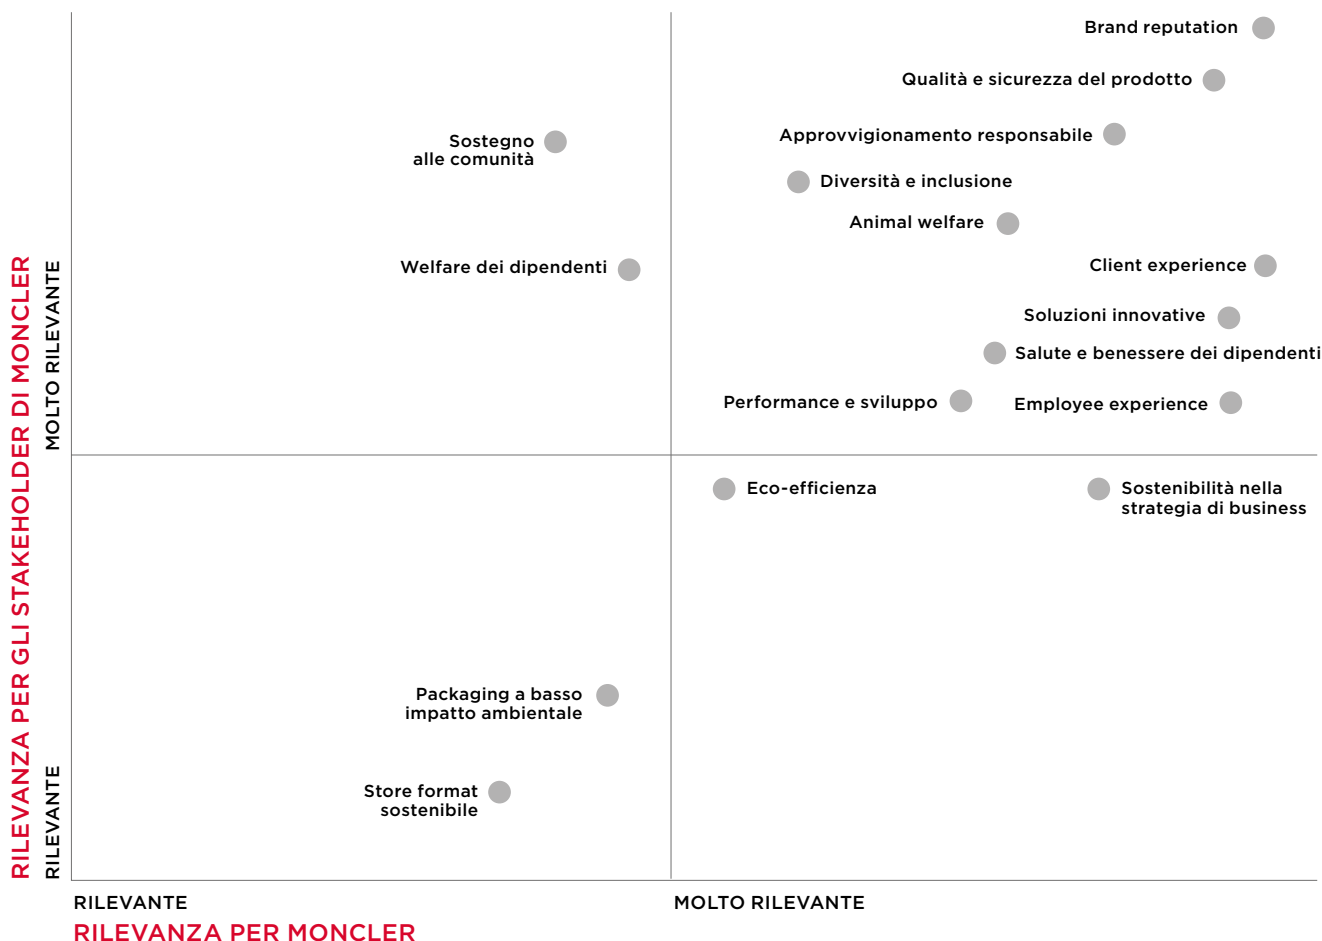 Brand reputation
Qualità e sicurezza del prodotto
Approvvigionamento responsabile
Sostegno
alle comunità
Diversità e inclusione
Animal welfare
Welfare dei dipendenti
Client experience
Soluzioni innovative
Salute e benessere dei dipendenti
Performance e sviluppo
Employee experience
Eco-efficienza
Sostenibilità nella
strategia di business
Packaging a basso
impatto ambientale
Store format
sostenibile
RILEVANZA PER GLI STAKEHOLDER DI MONCLER
MOLTO RILEVANTE
RILEVANTE
RILEVANTE
MOLTO RILEVANTE
RILEVANZA PER MONCLER